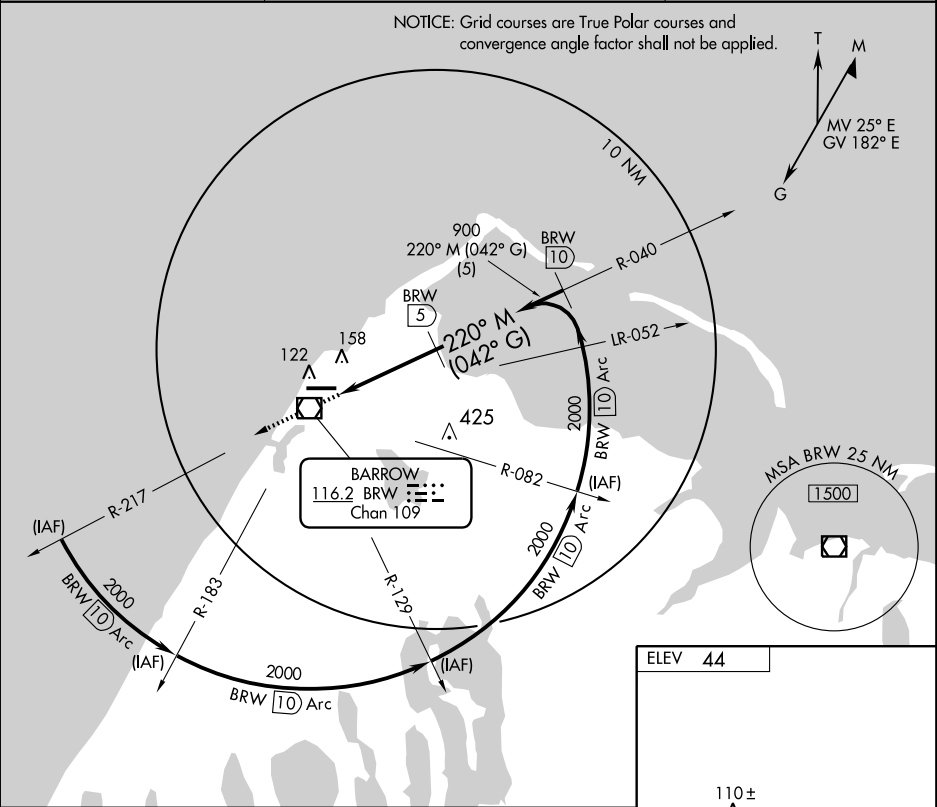 NOTICE: Grid courses are True Polar courses and
convergence angle factor shall not be applied.
T
M
MV 25° E
GV 182° E
G
10 NM
900
220° M (042° G)
(5)
BRW
10
R-040
BRW
5
220° M
(042° G)
LR-052
158
122
425
2000
BRW 10 Arc
R-082
(IAF)
MSA BRW 25 NM
1500
BARROW
116.2 BRW
Chan 109
R-217
(IAF)
2000
BRW 10 Arc
R-183
(IAF)
R-129
2000
BRW 10 Arc
(IAF)
2000
BRW 10 Arc
ELEV 44
110±